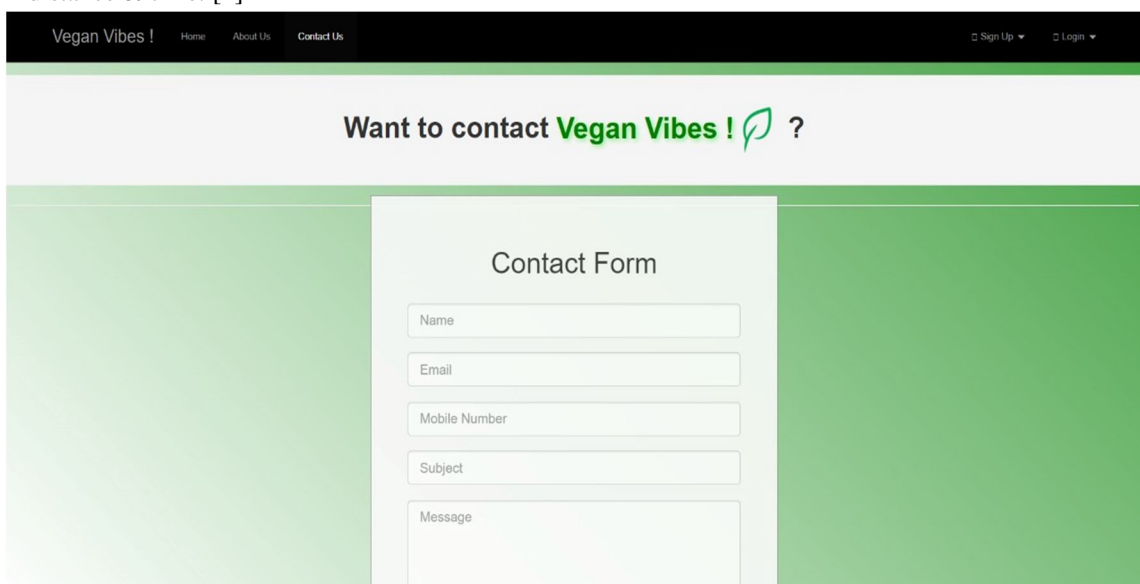 Vegan Vibes ! Home About Us Contact Us Sign Up Login
Want to contact Vegan Vibes ! ?
Contact Form
Name
Email
Mobile Number
Subject
Message